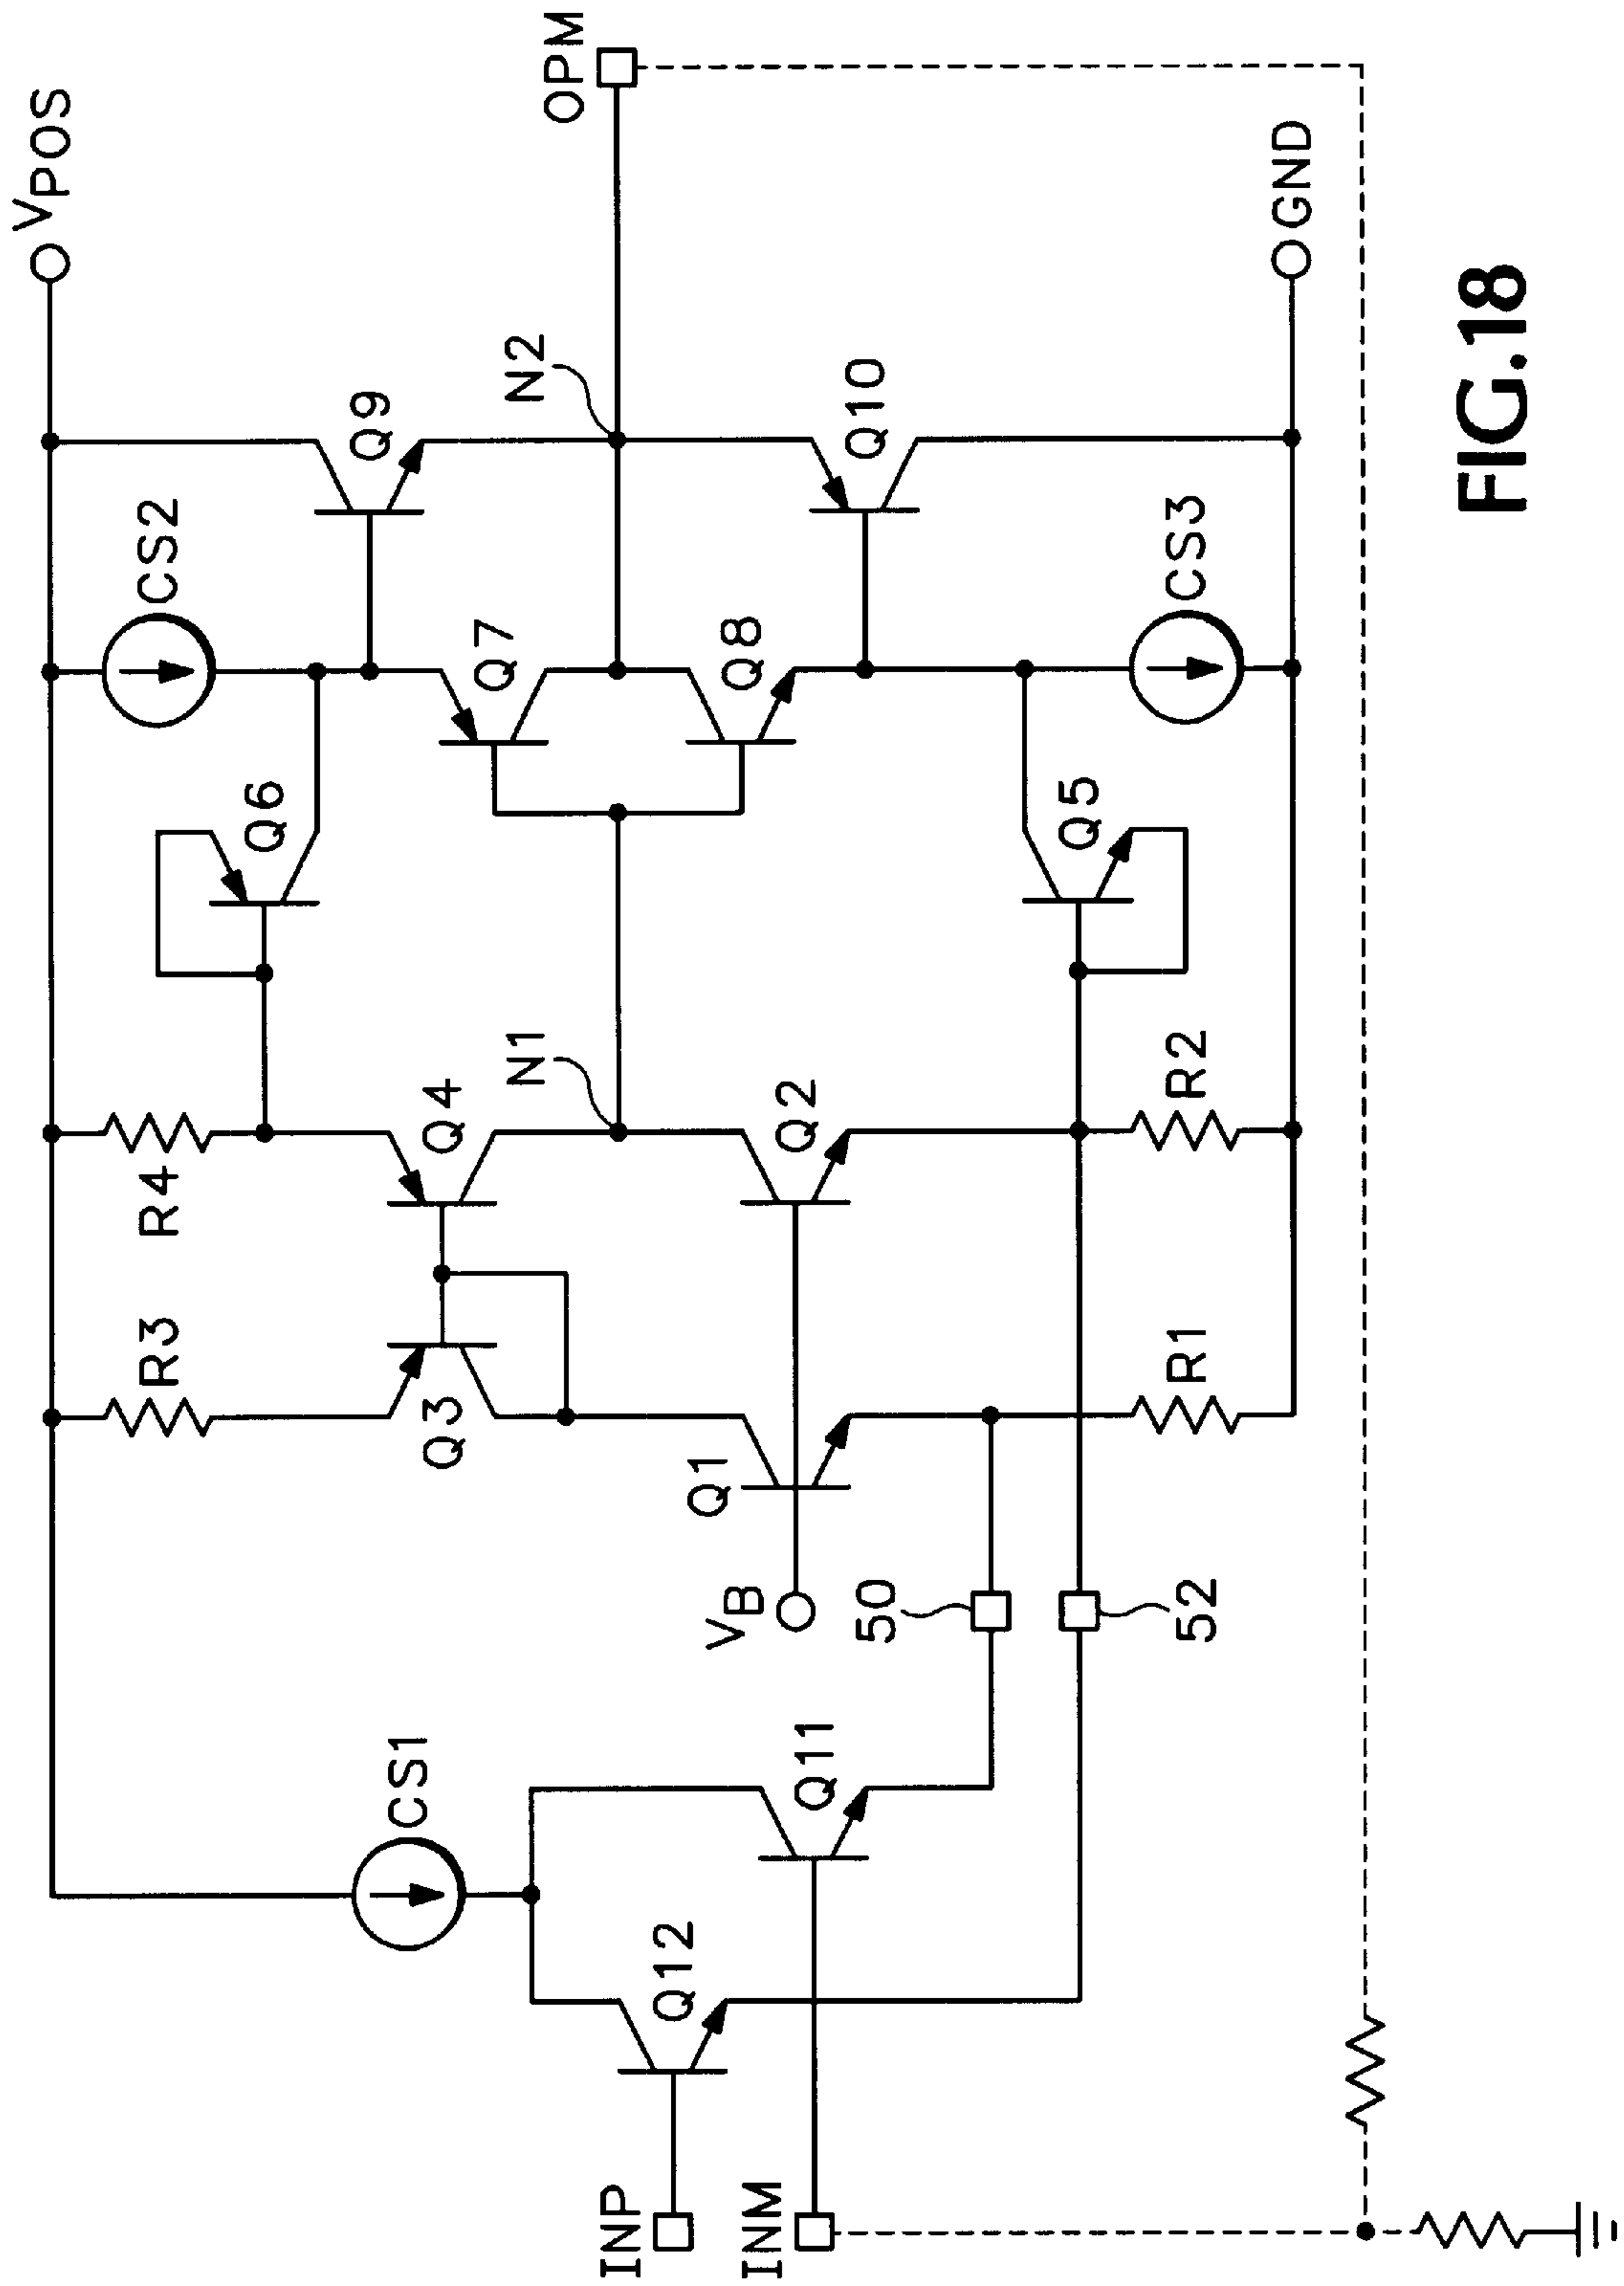 VPOS
OPM
CS2
Q9
N2
Q6
Q7
R4
Q4
N1
Q8
Q10
R3
Q3
Q2
Q5
CS3
GND
CS1
Q1
R2
VB
R1
Q12
Q11
50
52
INP
INM
FIG.18